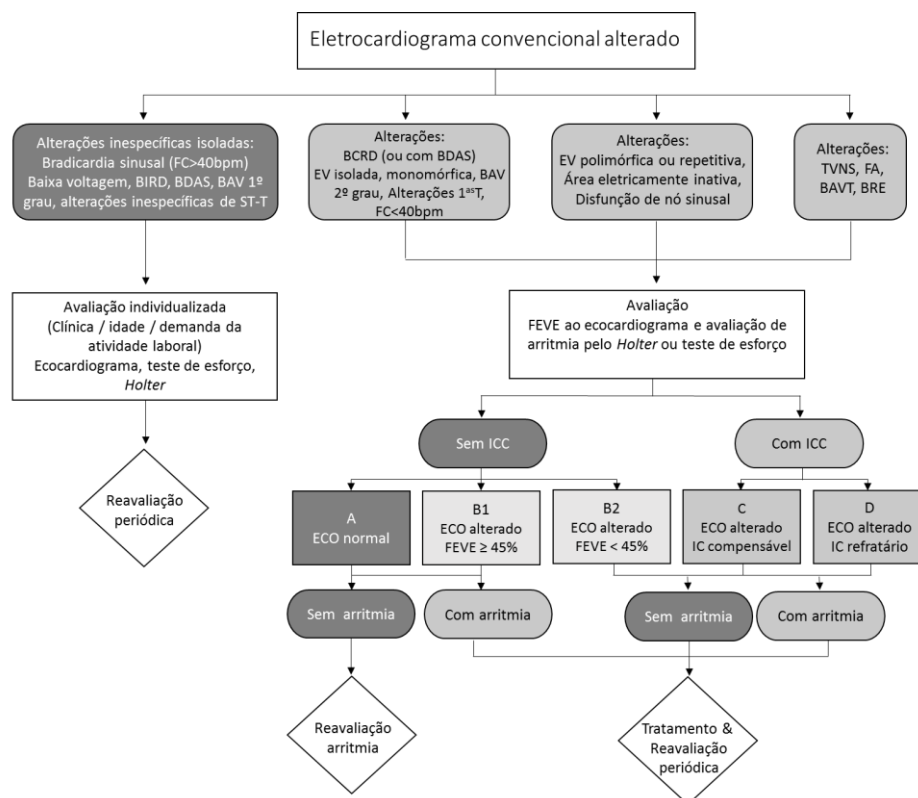 Eletrocardiograma convencional alterado
Alterações inespecíficas isoladas:
Bradicardia sinusal (FC>40bpm)
Baixa voltagem, BIRD, BDAS, BAV 1º
grau, alterações inespecíficas de ST-T
Alterações:
BCRD (ou com BDAS)
EV isolada, monomórfica, BAV
2º grau, Alterações 1ᵃˢT,
FC<40bpm
Alterações:
EV polimórfica ou repetitiva,
Área eletricamente inativa,
Disfunção de nó sinusal
Alterações:
TVNS, FA,
BAVT, BRE
Avaliação individualizada
(Clínica / idade / demanda da
atividade laboral)
Ecocardiograma, teste de esforço,
Holter
Avaliação
FEVE ao ecocardiograma e avaliação de
arritmia pelo Holter ou teste de esforço
Reavaliação
periódica
Sem ICC
Com ICC
A
ECO normal
B1
ECO alterado
FEVE ≥ 45%
B2
ECO alterado
FEVE < 45%
C
ECO alterado
IC compensável
D
ECO alterado
IC refratário
Sem arritmia
Com arritmia
Sem arritmia
Com arritmia
Reavaliação
arritmia
Tratamento &
Reavaliação
periódica